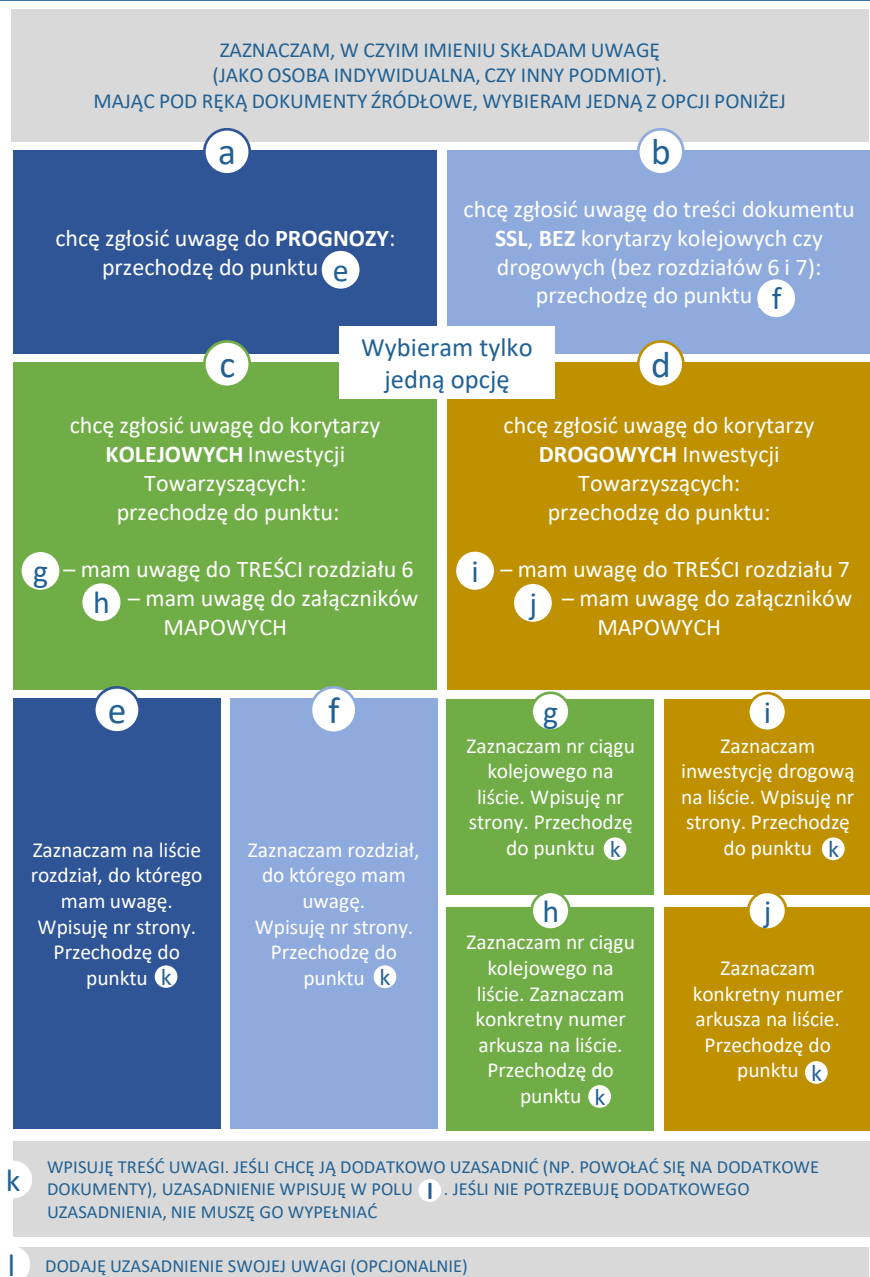 ZAZNACZAM, W CZYIM IMIENIU SKŁADAM UWAGĘ
(JAKO OSOBA INDYWIDUALNA, CZY INNY PODMIOT).
MAJĄC POD RĘKĄ DOKUMENTY ŹRÓDŁOWE, WYBIERAM JEDNĄ Z OPCJI PONIŻEJ
a
chcę zgłosić uwagę do PROGNOZY:
przechodzę do punktu e
b
chcę zgłosić uwagę do treści dokumentu
SSL, BEZ korytarzy kolejowych czy
drogowych (bez rozdziałów 6 i 7):
przechodzę do punktu f
Wybieram tylko
jedną opcję
c
chcę zgłosić uwagę do korytarzy
KOLEJOWYCH Inwestycji
Towarzyszących:
przechodzę do punktu:
g – mam uwagę do TREŚCI rozdziału 6
h – mam uwagę do załączników
MAPOWYCH
d
chcę zgłosić uwagę do korytarzy
DROGOWYCH Inwestycji
Towarzyszących:
przechodzę do punktu:
i – mam uwagę do TREŚCI rozdziału 7
j – mam uwagę do załączników
MAPOWYCH
e
Zaznaczam na liście
rozdział, do którego
mam uwagę.
Wpisuję nr strony.
Przechodzę do
punktu k
f
Zaznaczam rozdział,
do którego mam
uwagę.
Wpisuję nr strony.
Przechodzę do
punktu k
g
Zaznaczam nr ciągu
kolejowego na
liście. Wpisuję nr
strony. Przechodzę
do punktu k
i
Zaznaczam
inwestycję drogową
na liście. Wpisuję nr
strony. Przechodzę
do punktu k
h
Zaznaczam nr ciągu
kolejowego na
liście. Zaznaczam
konkretny numer
arkusza na liście.
Przechodzę do
punktu k
j
Zaznaczam
konkretny numer
arkusza na liście.
Przechodzę do
punktu k
k
WPISUJĘ TREŚĆ UWAGI. JEŚLI CHCĘ JĄ DODATKOWO UZASADNIĆ (NP. POWOŁAĆ SIĘ NA DODATKOWE
DOKUMENTY), UZASADNIENIE WPISUJĘ W POLU l . JEŚLI NIE POTRZEBUJĘ DODATKOWEGO
UZASADNIENIA, NIE MUSZĘ GO WYPEŁNIAĆ
l
DODAJĘ UZASADNIENIE SWOJEJ UWAGI (OPCJONALNIE)